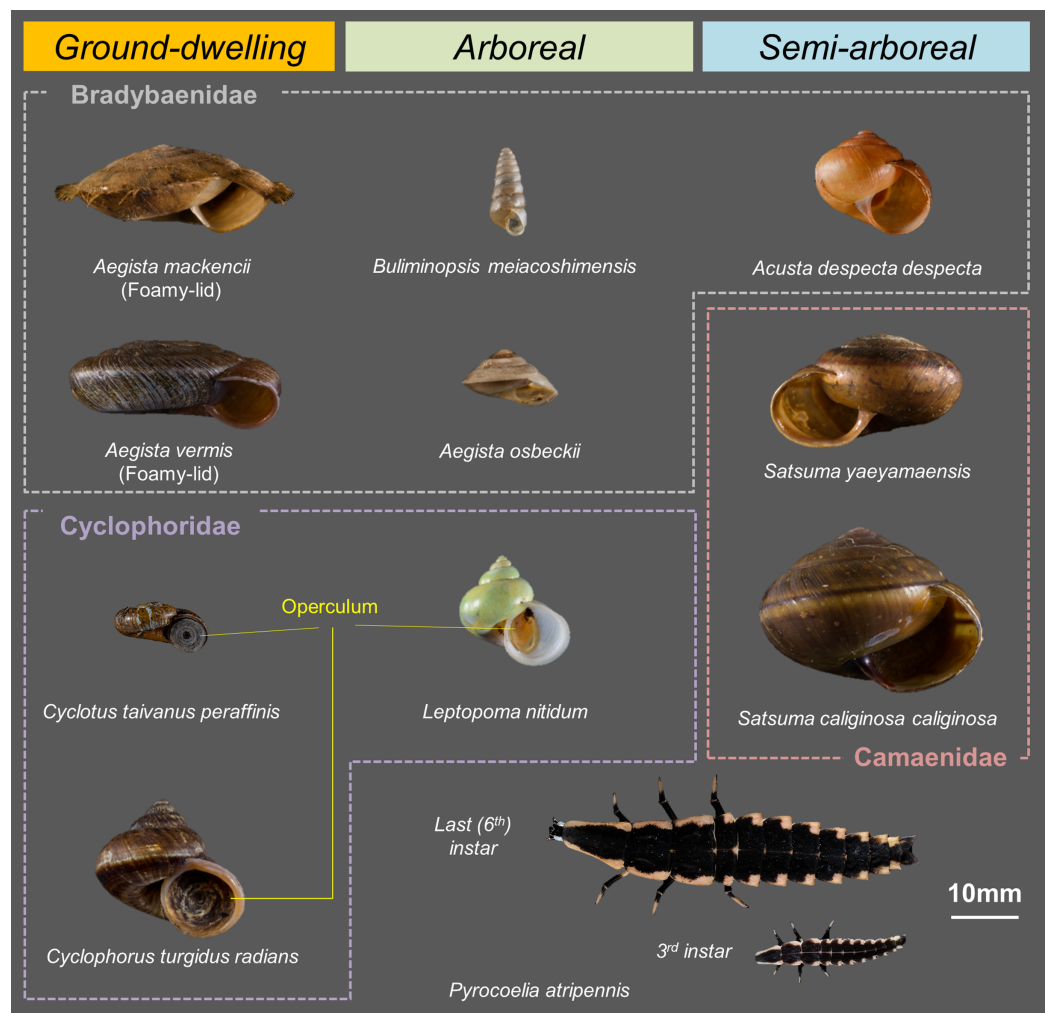 Ground-dwelling
Arboreal
Semi-arboreal
Bradybaenidae
Aegista mackencii
(Foamy-lid)
Buliminopsis meiacoshimensis
Acusta despecta despecta
Aegista vermis
(Foamy-lid)
Aegista osbeckii
Satsuma yaeyamaensis
Cyclophoridae
Operculum
Cyclotus taivanus peraffinis
Leptopoma nitidum
Satsuma caliginosa caliginosa
Camaenidae
Last (6th)
instar
10mm
Cyclophorus turgidus radians
3rd instar
Pyrocoelia atripennis